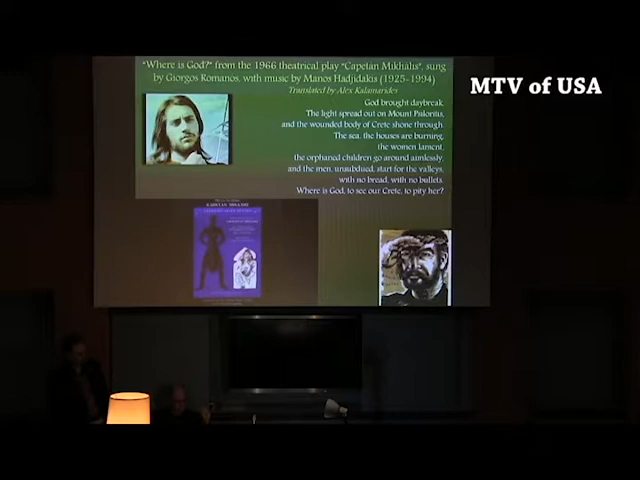 "Where is God?" from the 1966 theatrical play "Capetan Mikhalis", sung
by Giorgos Romanos, with music by Manos Hadjidakis (1925-1994)
Translated by Alex Kalamarides
MTV of USA
God brought daybreak,
The light spread out on Mount Psiloritis,
and the wounded body of Crete shone through.
The sea, the houses are burning,
the women lament,
the orphaned children go around aimlessly,
and the men, unsubdued, start for the valleys,
with no bread, with no bullets.
Where is God, to see our Crete, to pity her?